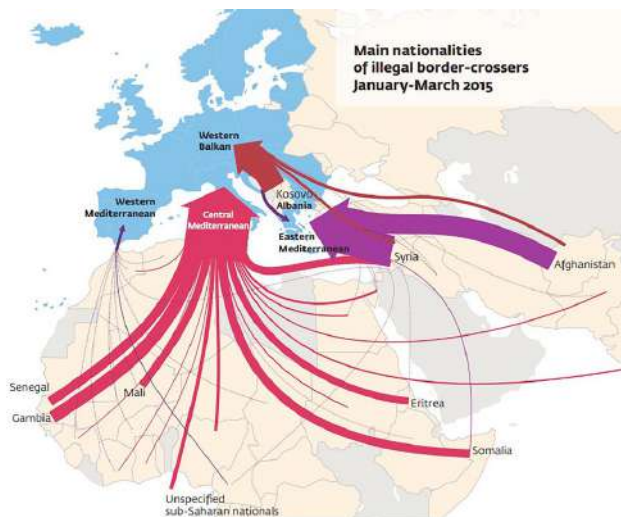 Main nationalities
of illegal border-crossers
January-March 2015
Western
Balkan
Western
Mediterranean
Central
Mediterranean
Kosovo
Albania
Eastern
Mediterranean
Syria
Afghanistan
Senegal
Gambia
Mali
Eritrea
Somalia
Unspecified
sub-Saharan nationals